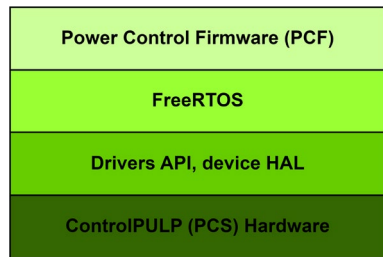 Power Control Firmware (PCF)
FreeRTOS
Drivers API, device HAL
ControlPULP (PCS) Hardware